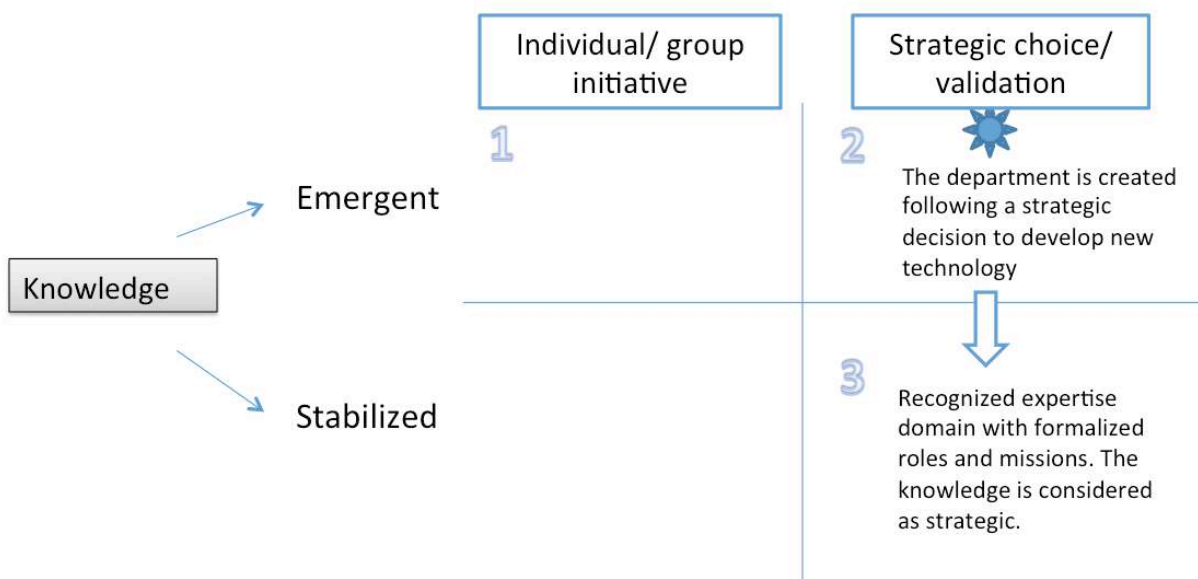 Individual/ group
initiative
Strategic choice/
validation
1
2
Emergent
The department is created
following a strategic
decision to develop new
technology
Knowledge
Stabilized
3
Recognized expertise
domain with formalized
roles and missions. The
knowledge is considered
as strategic.